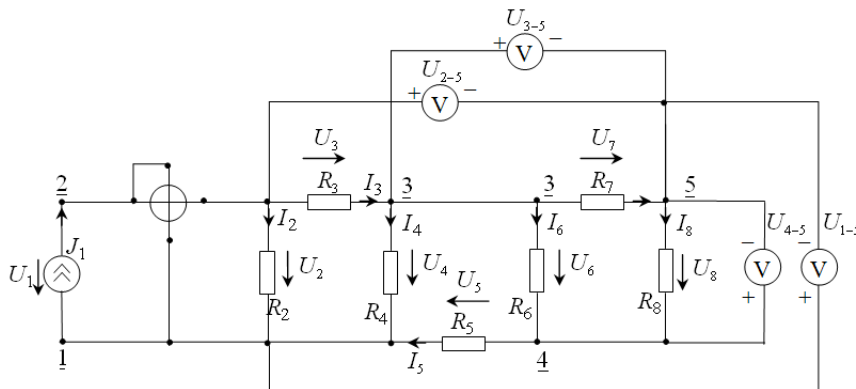 U3-5
+ −
V
U2-5
+ −
V
U3
U7
R3 I3 3
3 R7 5
2
I2 I4 I6 I8 U4-5 U1-5
J1
U1
U2 U4 U6 U8
− −
V V
+ +
U5
R2 R4 R5 R6 R8
1 I5 4